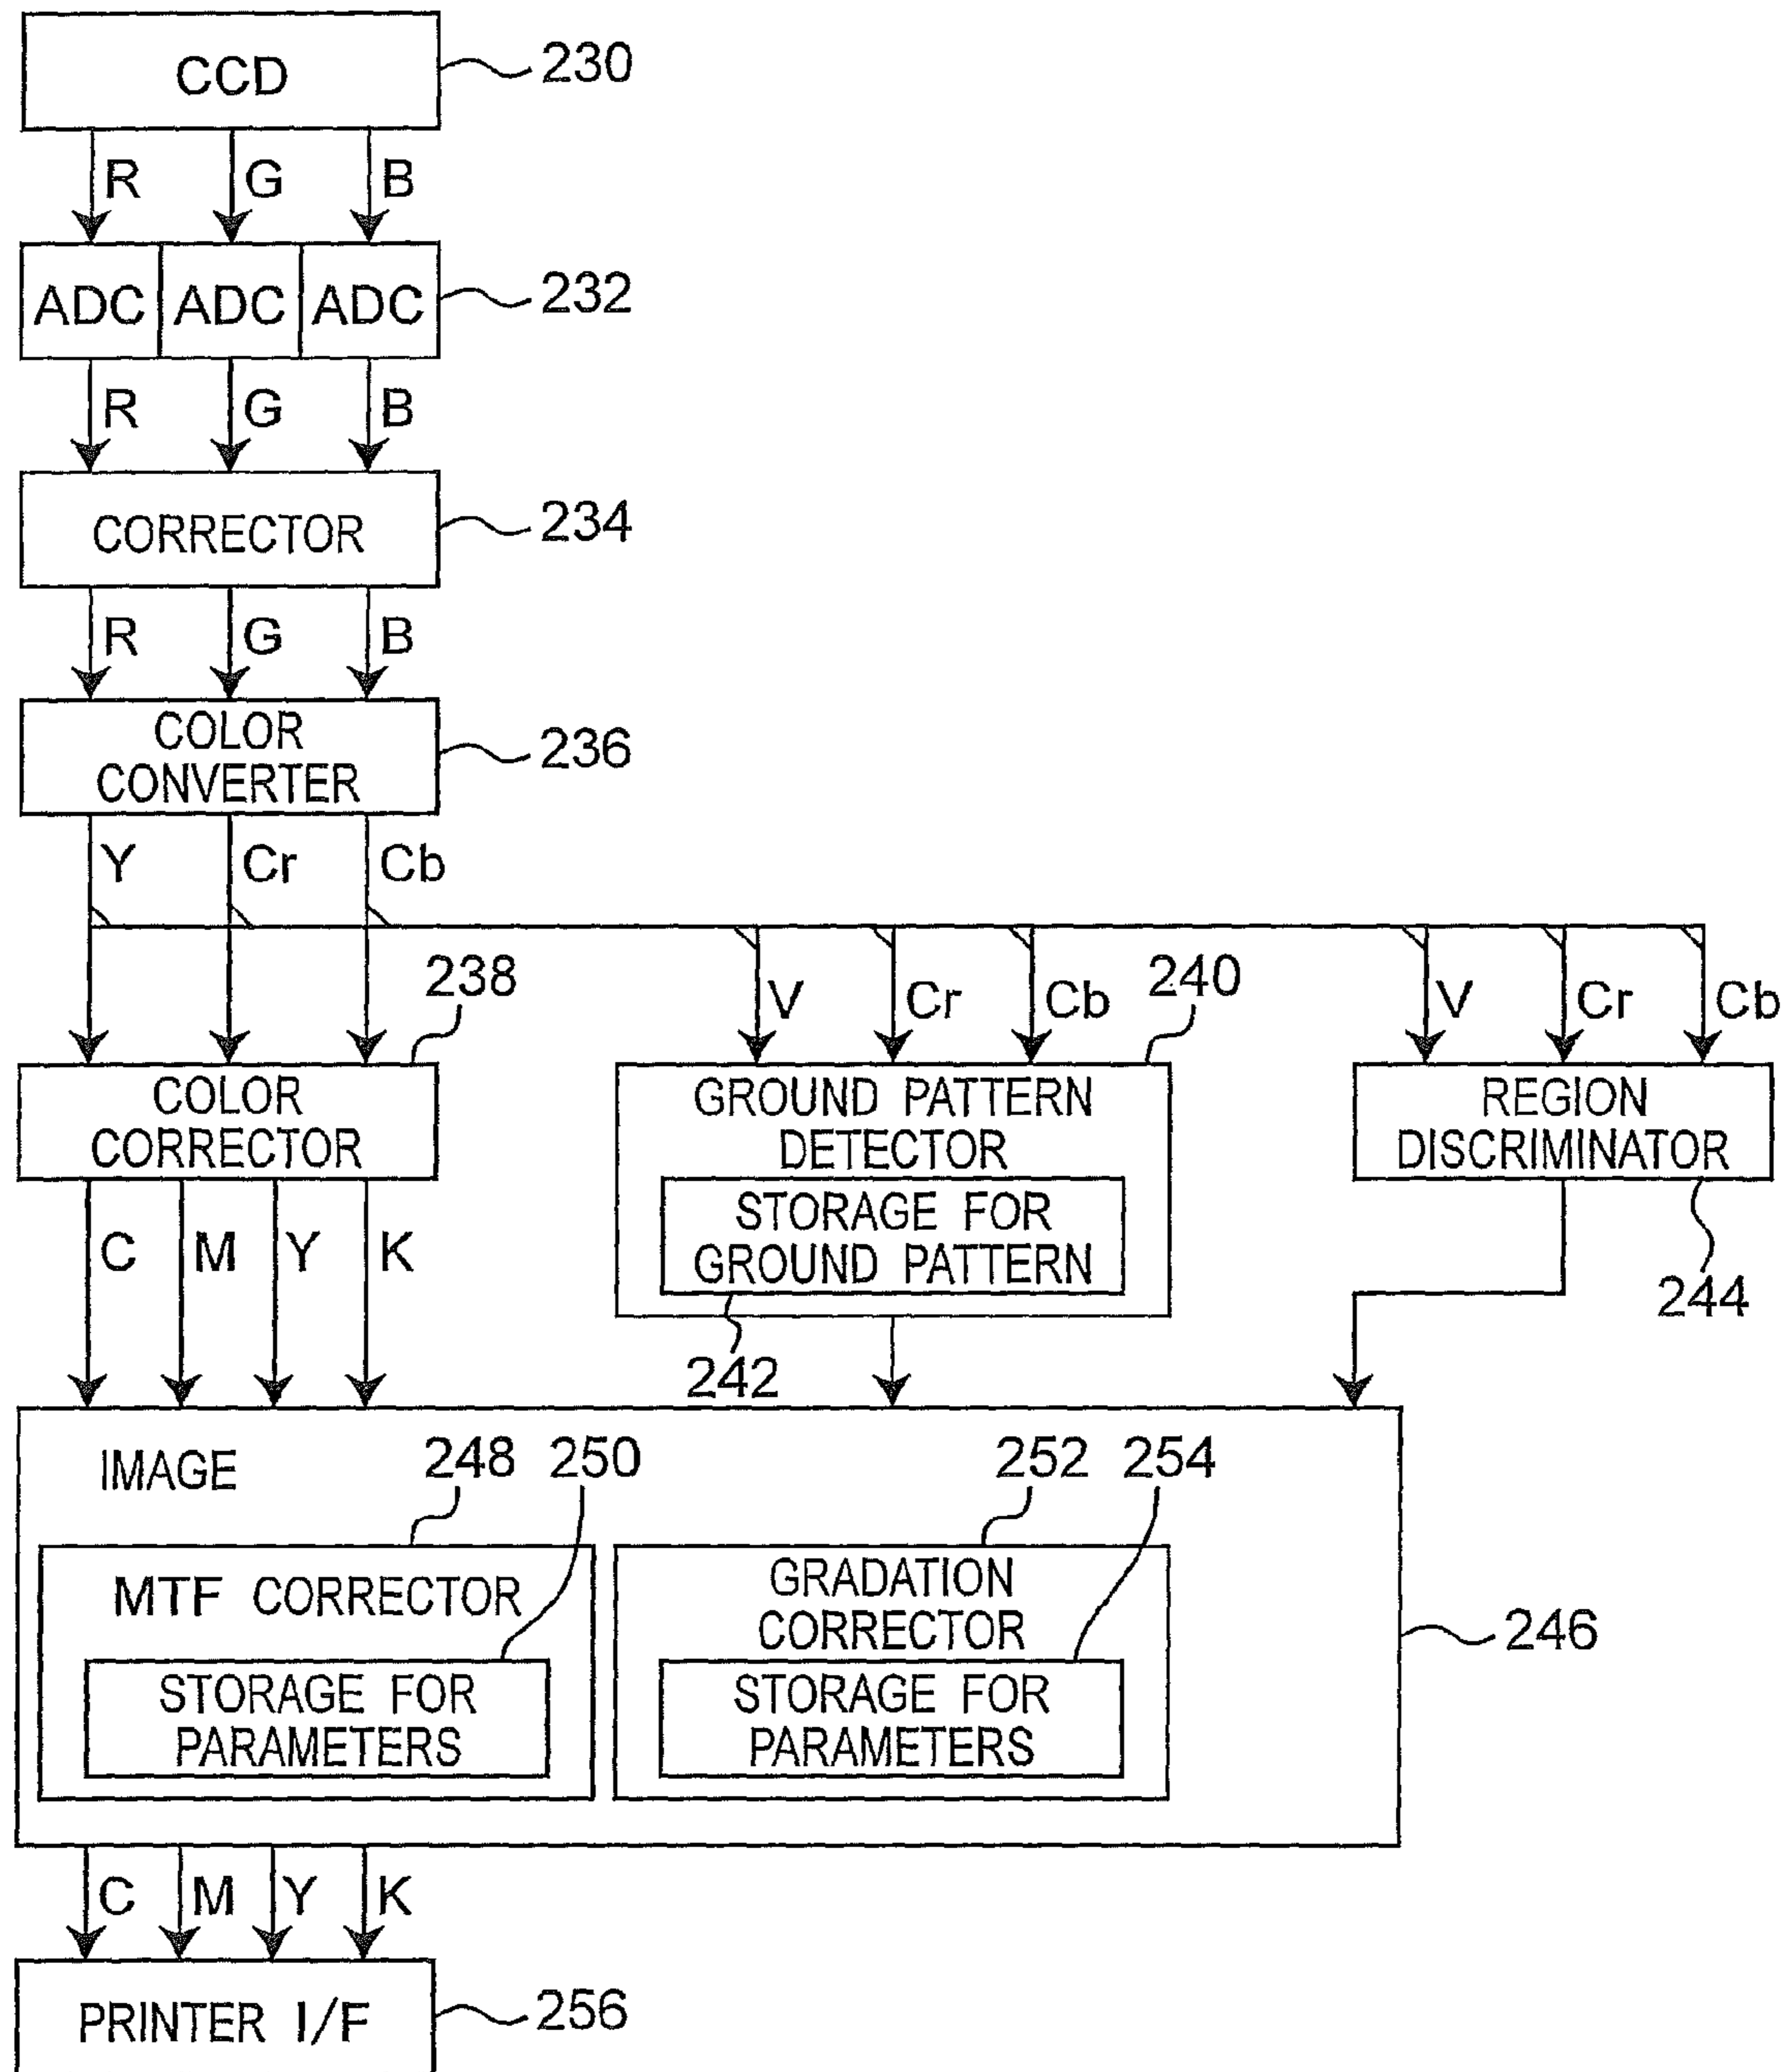 CCD
230
R G B
ADC ADC ADC
232
R G B
CORRECTOR
234
R G B
COLOR
CONVERTER
236
Y Cr Cb
238
V Cr Cb
240
V Cr Cb
COLOR
CORRECTOR
GROUND PATTERN
DETECTOR
STORAGE FOR
GROUND PATTERN
242
REGION
DISCRIMINATOR
244
C M Y K
IMAGE
248
250
252
254
MTF CORRECTOR
STORAGE FOR
PARAMETERS
GRADATION
CORRECTOR
STORAGE FOR
PARAMETERS
246
C M Y K
PRINTER I/F
256